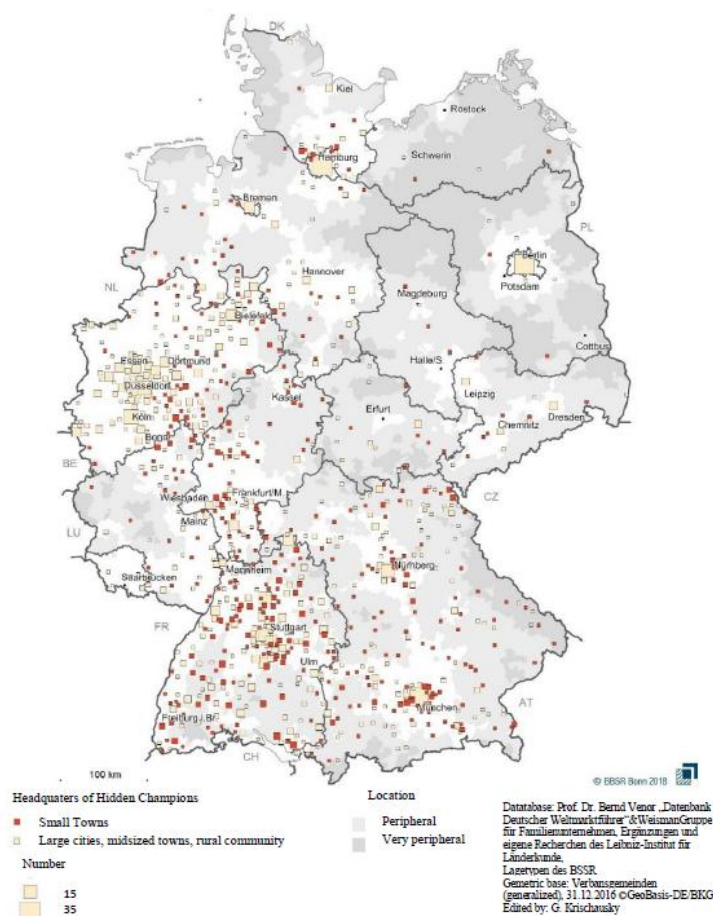 DK
Kiel
Rostock
Hamburg
Schwerin
Bremen
PL
Berlin
NL
Hannover
Potsdam
Magdeburg
Bielefeld
Cottbus
Essen
Dortmund
Halle/S.
Düsseldorf
Leipzig
Kassel
Köln
Erfurt
Dresden
Chemnitz
Bonn
BE
Wiesbaden
Frankfurt/M.
CZ
Mainz
LU
Mannheim
Nürnberg
Saarbrücken
FR
Stuttgart
Ulm
AT
München
Freiburg i. Br.
CH
100 km
© BBSR Bonn 2018
Headquaters of Hidden Champions
Small Towns
Large cities, midsized towns, rural community
Number
15
35
Location
Peripheral
Very peripheral
Datatabase: Prof. Dr. Bernd Venor „Datenbank
Deutscher Weltmarktführer“ &WeismanGruppe
für Familienunternehmen, Ergänzungen und
eigene Recherchen des Leibniz-Institut für
Länderkunde,
Lagetypen des BSSR
Gemetric base: Verbansgemeinden
(generalized), 31.12.2016 ©GeoBasis-DE/BKG
Edited by: G. Krischausky